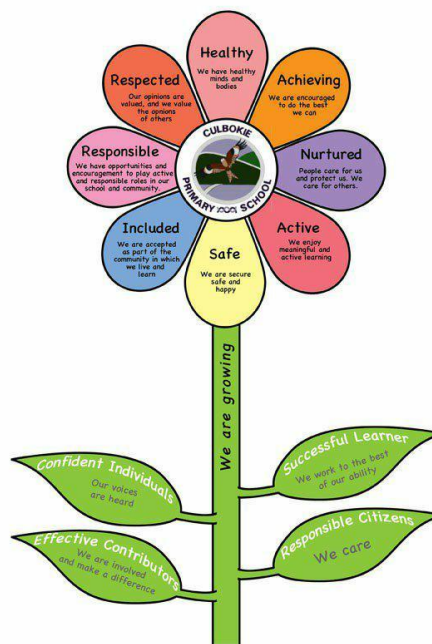 Healthy
We have healthy
minds and
bodies
Achieving
We are encouraged
to do the best
we can
Nurtured
People care for us
and protect us. We
care for others.
Active
We enjoy
meaningful and
active learning
Safe
We are secure
safe and
happy
Included
We are accepted
as part of the
community in which
we live and
learn
Responsible
We have opportunities and
encouragement to play active
and responsible roles in our
school and community.
Respected
Our opinions are
valued, and we value
the opinions
of others
CULBOKIE
PRIMARY SCHOOL
We are growing
Confident Individuals
Our voices
are heard
Successful Learner
We work to the best
of our ability
Effective Contributors
We are involved
and make a difference
Responsible Citizens
We care